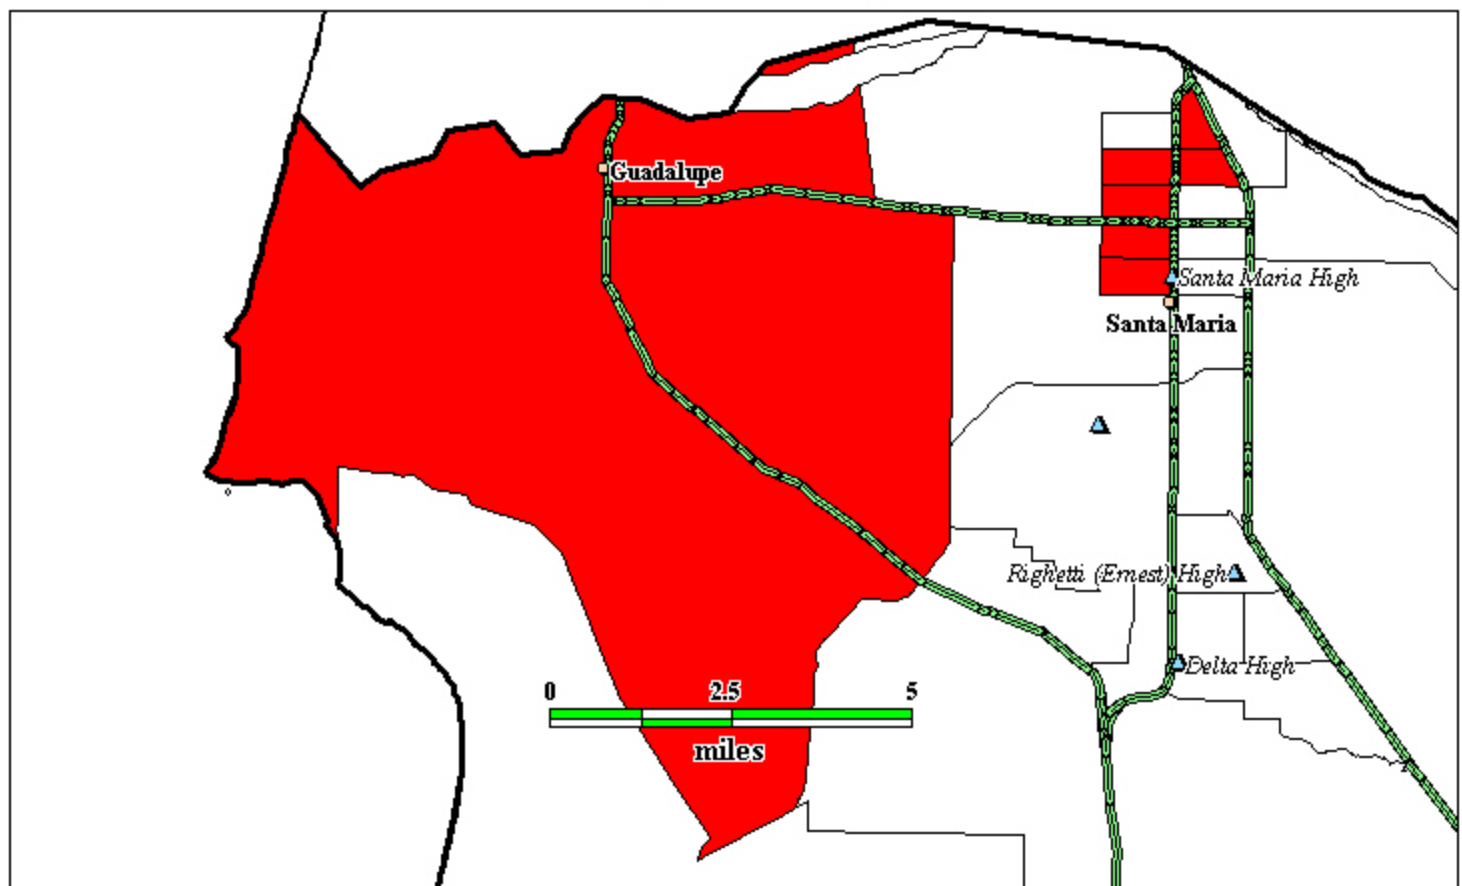 Guadalupe
Santa Maria High
Santa Maria
Righetti (Ernest) High
Delta High
0 2.5 5
miles